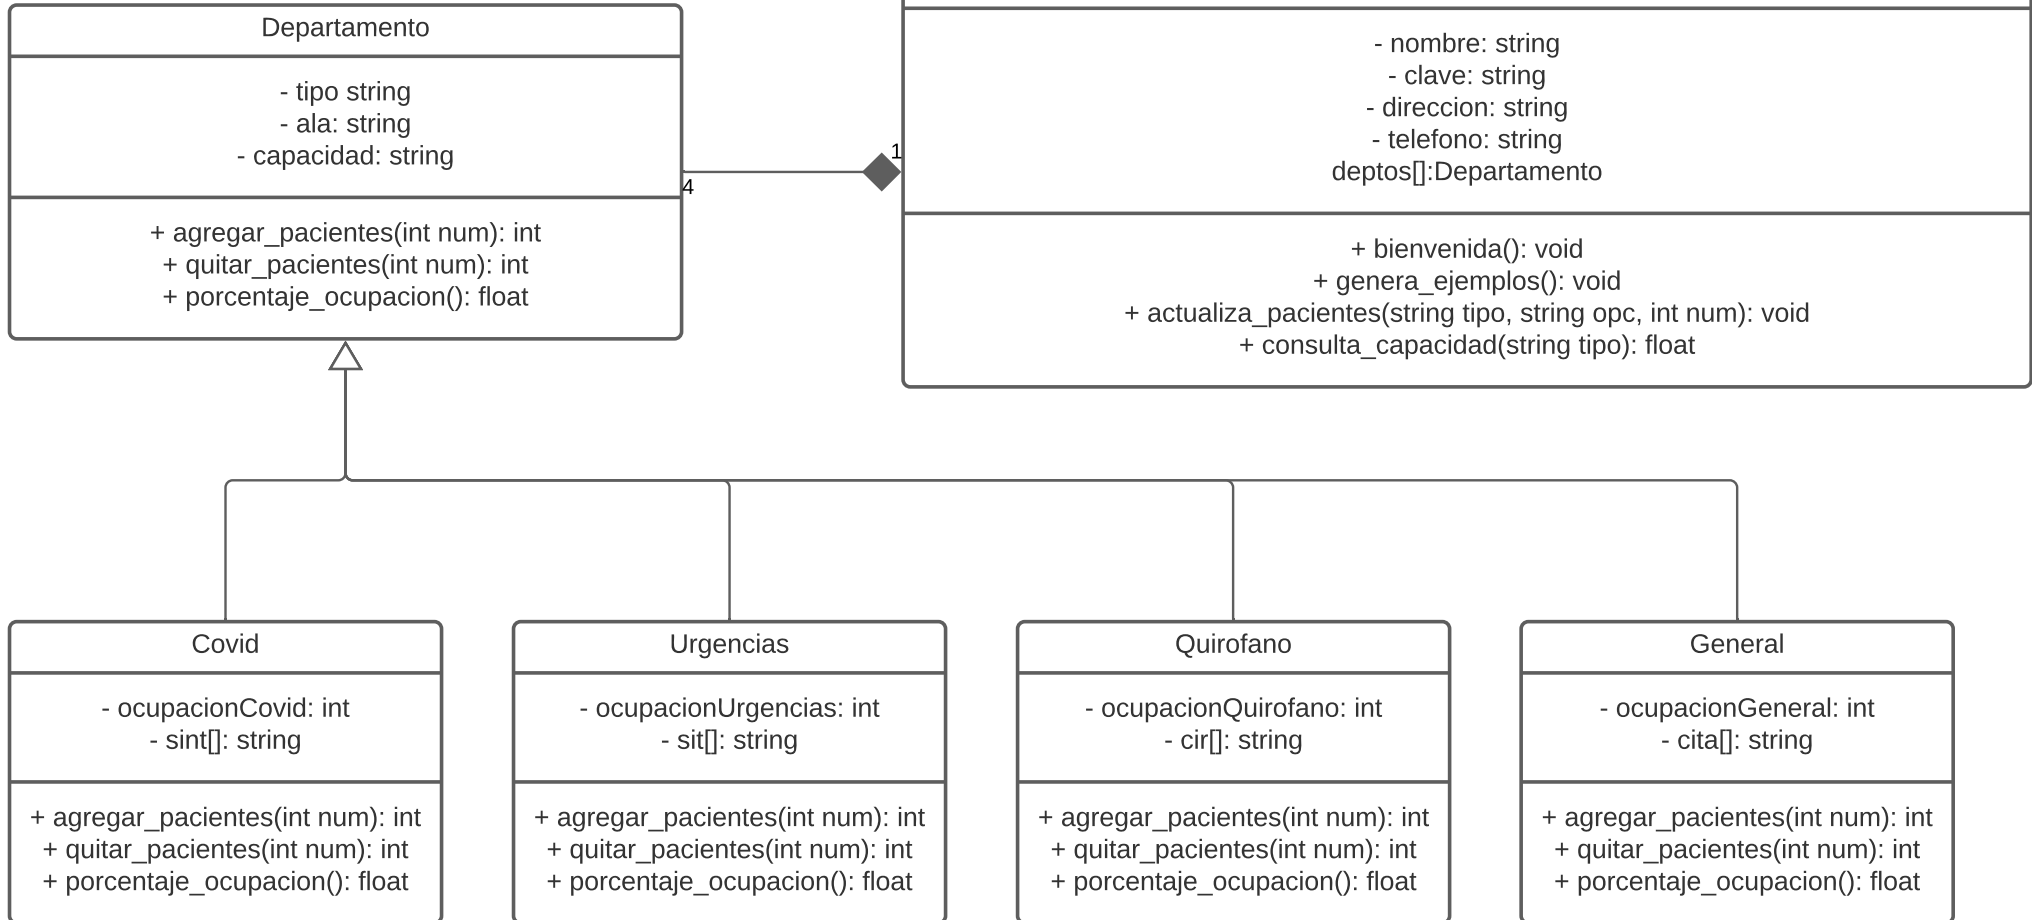 Departamento
- tipo string
- ala: string
- capacidad: string
+ agregar_pacientes(int num): int
+ quitar_pacientes(int num): int
+ porcentaje_ocupacion(): float
4
1
- nombre: string
- clave: string
- direccion: string
- telefono: string
deptos[]:Departamento
+ bienvenida(): void
+ genera_ejemplos(): void
+ actualiza_pacientes(string tipo, string opc, int num): void
+ consulta_capacidad(string tipo): float
Covid
- ocupacionCovid: int
- sint[]: string
+ agregar_pacientes(int num): int
+ quitar_pacientes(int num): int
+ porcentaje_ocupacion(): float
Urgencias
- ocupacionUrgencias: int
- sit[]: string
+ agregar_pacientes(int num): int
+ quitar_pacientes(int num): int
+ porcentaje_ocupacion(): float
Quirofano
- ocupacionQuirofano: int
- cir[]: string
+ agregar_pacientes(int num): int
+ quitar_pacientes(int num): int
+ porcentaje_ocupacion(): float
General
- ocupacionGeneral: int
- cita[]: string
+ agregar_pacientes(int num): int
+ quitar_pacientes(int num): int
+ porcentaje_ocupacion(): float